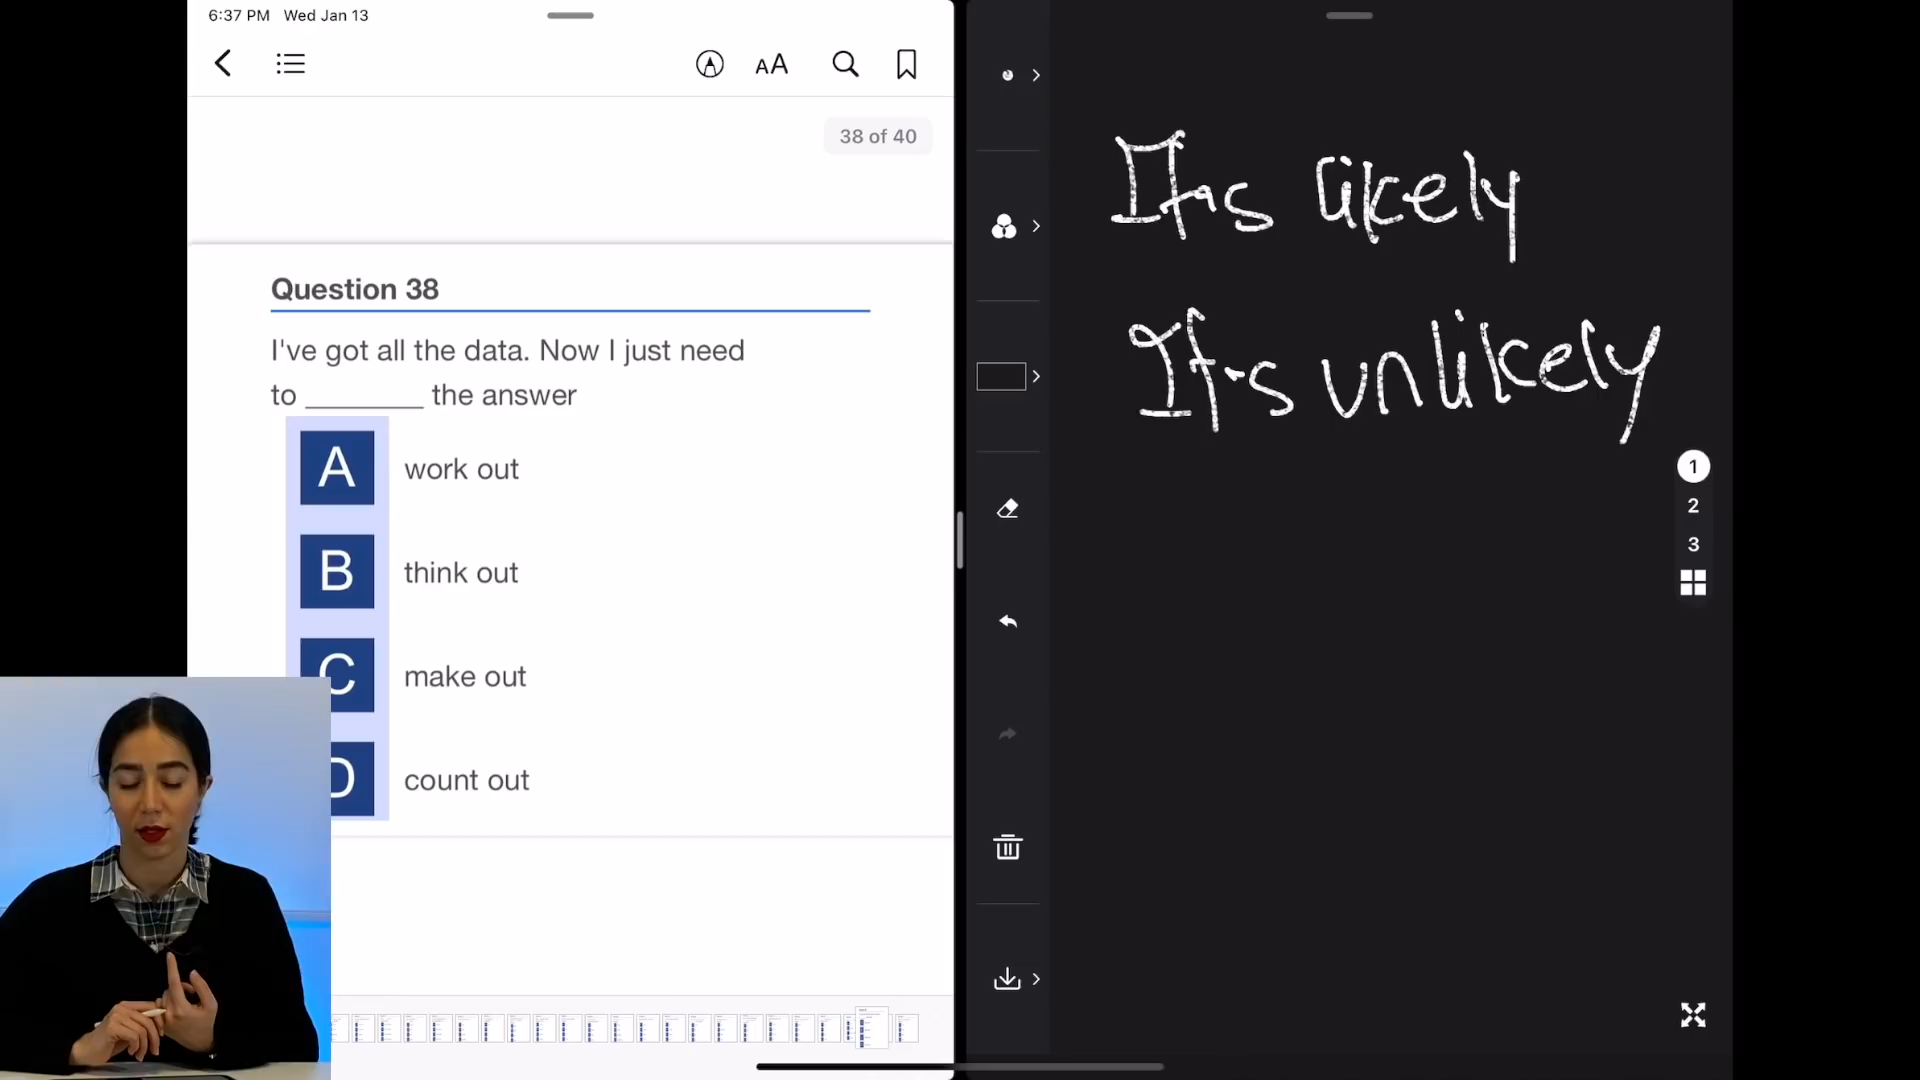 6:37 PM Wed Jan 13
AA
38 of 40
Question 38
I've got all the data. Now I just need
to ________ the answer
A work out
B think out
C make out
D count out
It's likely
It's unlikely
1
2
3